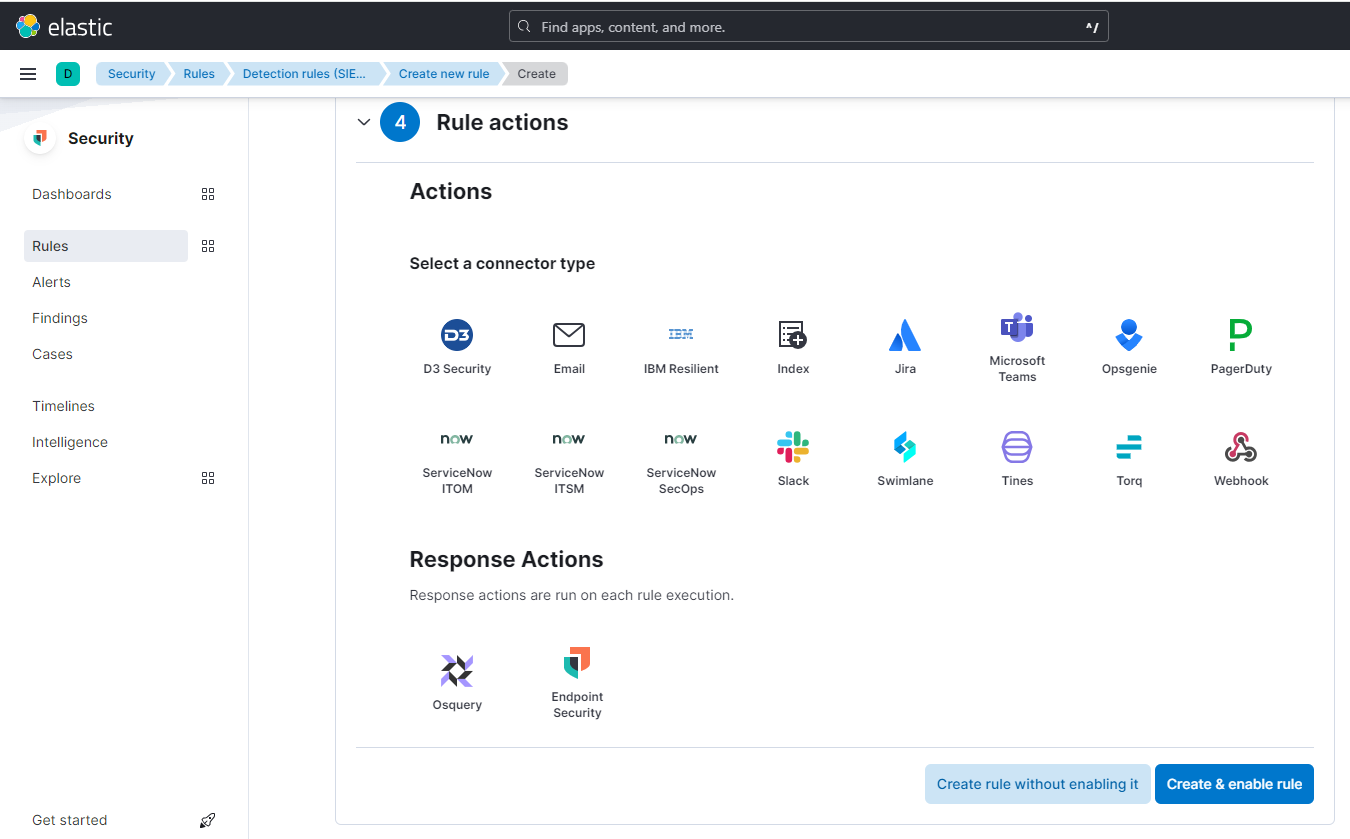 elastic
Find apps, content, and more.
^/
D
Security
Rules
Detection rules (SIE...
Create new rule
Create
Security
Dashboards
Rules
Alerts
Findings
Cases
Timelines
Intelligence
Explore
Get started
4
Rule actions
Actions
Select a connector type
D3
D3 Security
Email
IBM
IBM Resilient
Index
Jira
T
Microsoft
Teams
Opsgenie
P
PagerDuty
now
ServiceNow
ITOM
now
ServiceNow
ITSM
now
ServiceNow
SecOps
Slack
Swimlane
Tines
Torq
Webhook
Response Actions
Response actions are run on each rule execution.
Osquery
Endpoint
Security
Create rule without enabling it
Create & enable rule